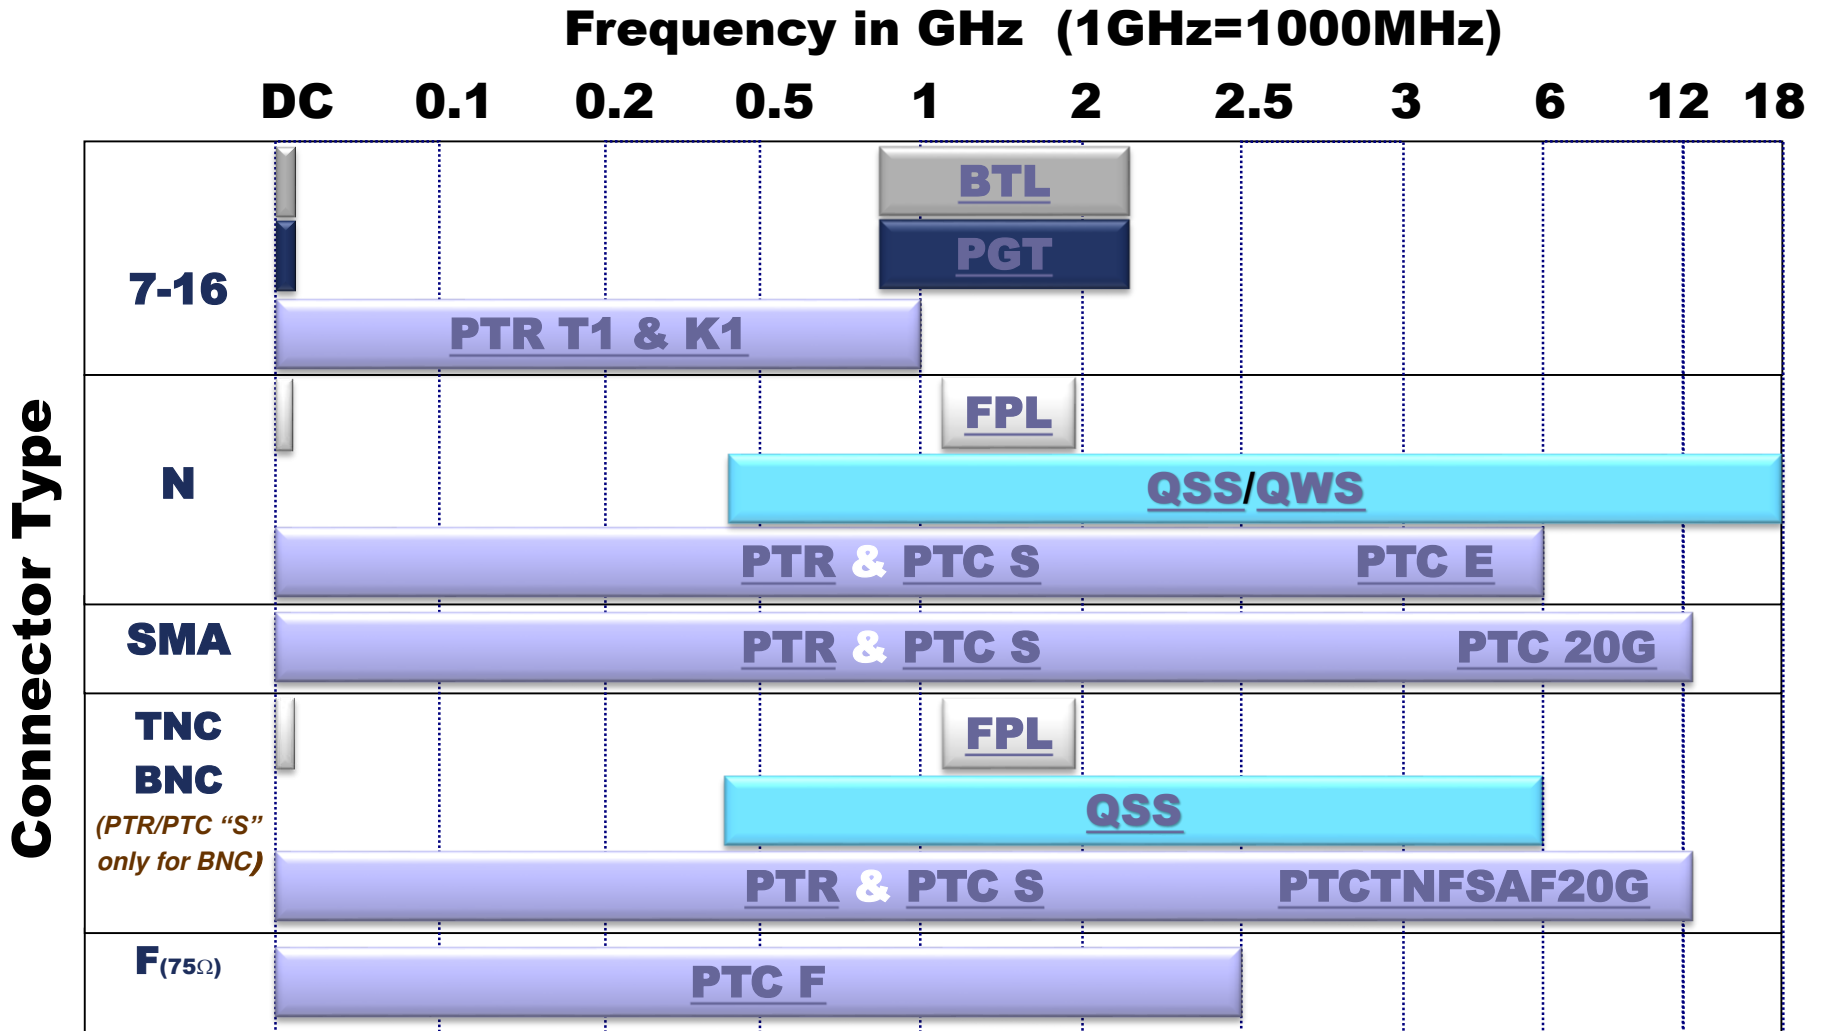 Frequency in GHz (1GHz=1000MHz)
DC 0.1 0.2 0.5 1 2 2.5 3 6 12 18
Connector Type
7-16
BTL
PGT
PTR T1 & K1
N
FPL
QSS/QWS
PTR & PTC S PTC E
SMA
PTR & PTC S PTC 20G
TNC
BNC
(PTR/PTC “S”
only for BNC)
FPL
QSS
PTR & PTC S PTCTNFSAF20G
F(75Ω)
PTC F